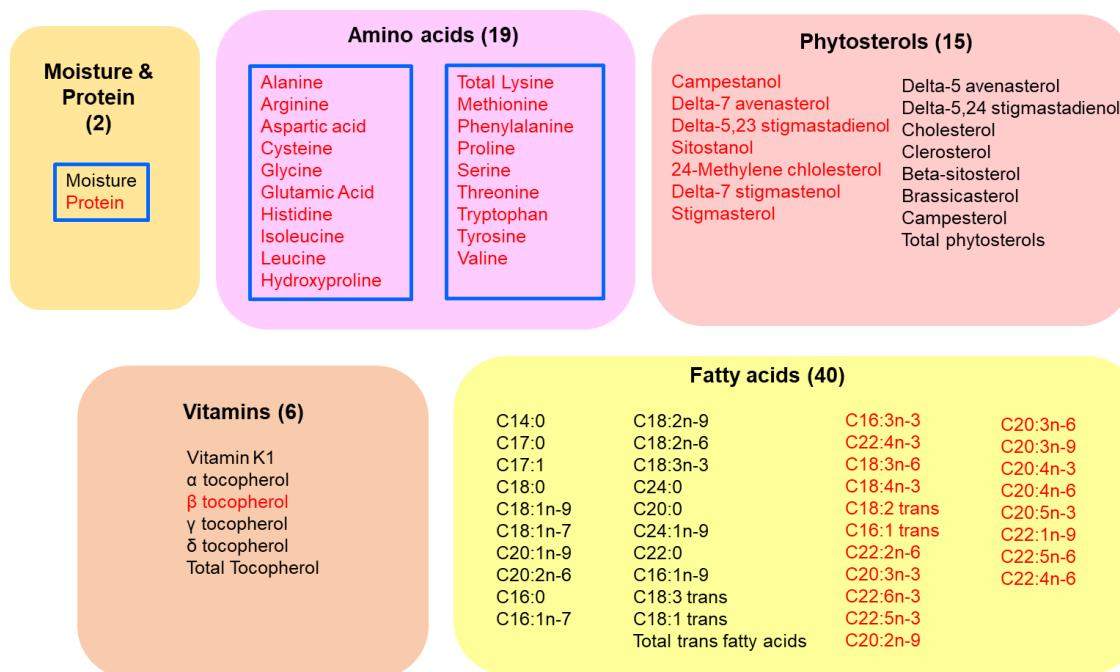 Moisture &
Protein
(2)
Moisture
Protein
Amino acids (19)
Alanine
Arginine
Aspartic acid
Cysteine
Glycine
Glutamic Acid
Histidine
Isoleucine
Leucine
Hydroxyproline
Total Lysine
Methionine
Phenylalanine
Proline
Serine
Threonine
Tryptophan
Tyrosine
Valine
Phytosterols (15)
Campestanol
Delta-7 avenasterol
Delta-5,23 stigmastadienol
Sitostanol
24-Methylene chlolesterol
Delta-7 stigmastenol
Stigmasterol
Delta-5 avenasterol
Delta-5,24 stigmastadienol
Cholesterol
Clerosterol
Beta-sitosterol
Brassicasterol
Campesterol
Total phytosterols
Vitamins (6)
Vitamin K1
α tocopherol
β tocopherol
γ tocopherol
δ tocopherol
Total Tocopherol
Fatty acids (40)
C14:0
C17:0
C17:1
C18:0
C18:1n-9
C18:1n-7
C20:1n-9
C20:2n-6
C16:0
C16:1n-7
C18:2n-9
C18:2n-6
C18:3n-3
C24:0
C20:0
C24:1n-9
C22:0
C16:1n-9
C18:3 trans
C18:1 trans
Total trans fatty acids
C16:3n-3
C22:4n-3
C18:3n-6
C18:4n-3
C18:2 trans
C16:1 trans
C22:2n-6
C20:3n-3
C22:6n-3
C22:5n-3
C20:2n-9
C20:3n-6
C20:3n-9
C20:4n-3
C20:4n-6
C20:5n-3
C22:1n-9
C22:5n-6
C22:4n-6